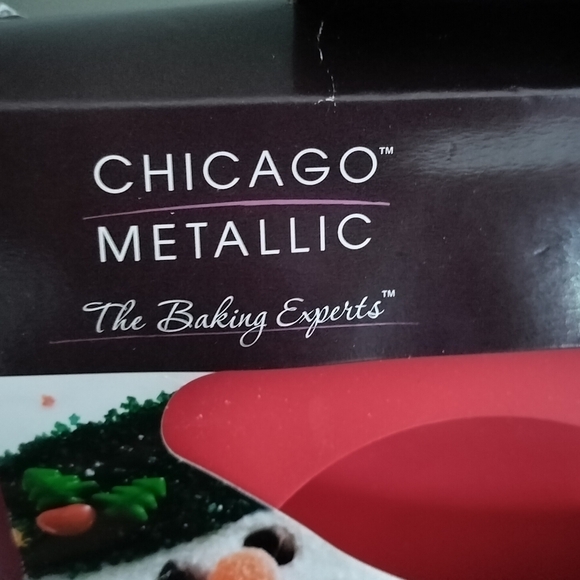 CHICAGO™
METALLIC
The Baking Experts™